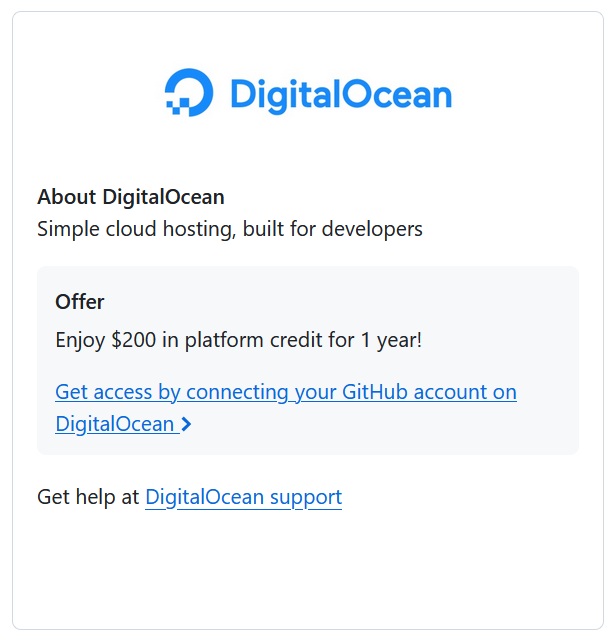 DigitalOcean
About DigitalOcean
Simple cloud hosting, built for developers
Offer
Enjoy $200 in platform credit for 1 year!
Get access by connecting your GitHub account on
DigitalOcean
Get help at DigitalOcean support